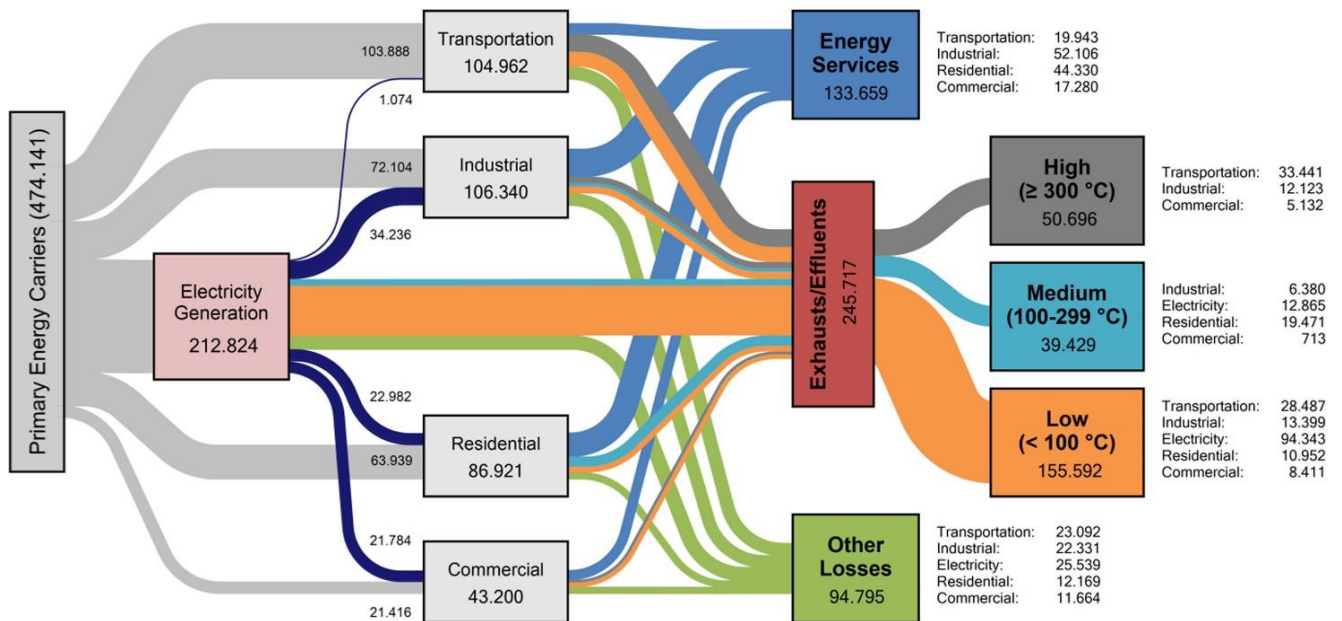 Primary Energy Carriers (474.141)
103.888
1.074
72.104
34.236
Electricity
Generation
212.824
22.982
63.939
21.784
21.416
Transportation
104.962
Industrial
106.340
Residential
86.921
Commercial
43.200
Energy
Services
133.659
Transportation: 19.943
Industrial: 52.106
Residential: 44.330
Commercial: 17.280
Exhausts/Effluents
245.717
High
(≥ 300 °C)
50.696
Transportation: 33.441
Industrial: 12.123
Commercial: 5.132
Medium
(100-299 °C)
39.429
Industrial: 6.380
Electricity: 12.865
Residential: 19.471
Commercial: 713
Low
(< 100 °C)
155.592
Transportation: 28.487
Industrial: 13.399
Electricity: 94.343
Residential: 10.952
Commercial: 8.411
Other
Losses
94.795
Transportation: 23.092
Industrial: 22.331
Electricity: 25.539
Residential: 12.169
Commercial: 11.664